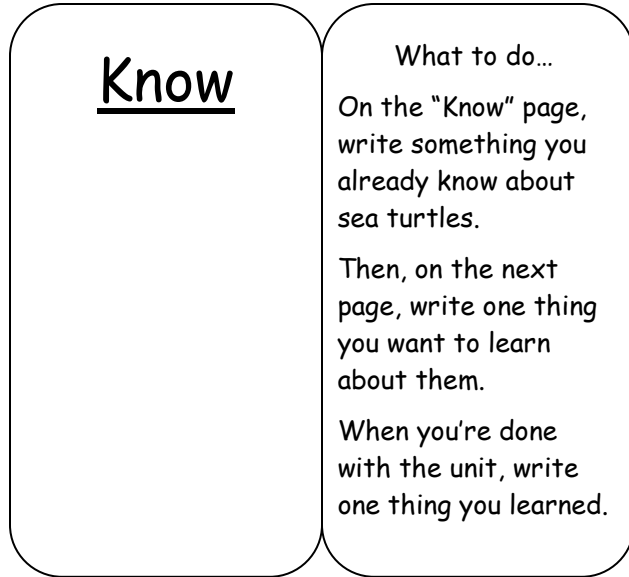 Know
What to do…
On the “Know” page,
write something you
already know about
sea turtles.
Then, on the next
page, write one thing
you want to learn
about them.
When you’re done
with the unit, write
one thing you learned.